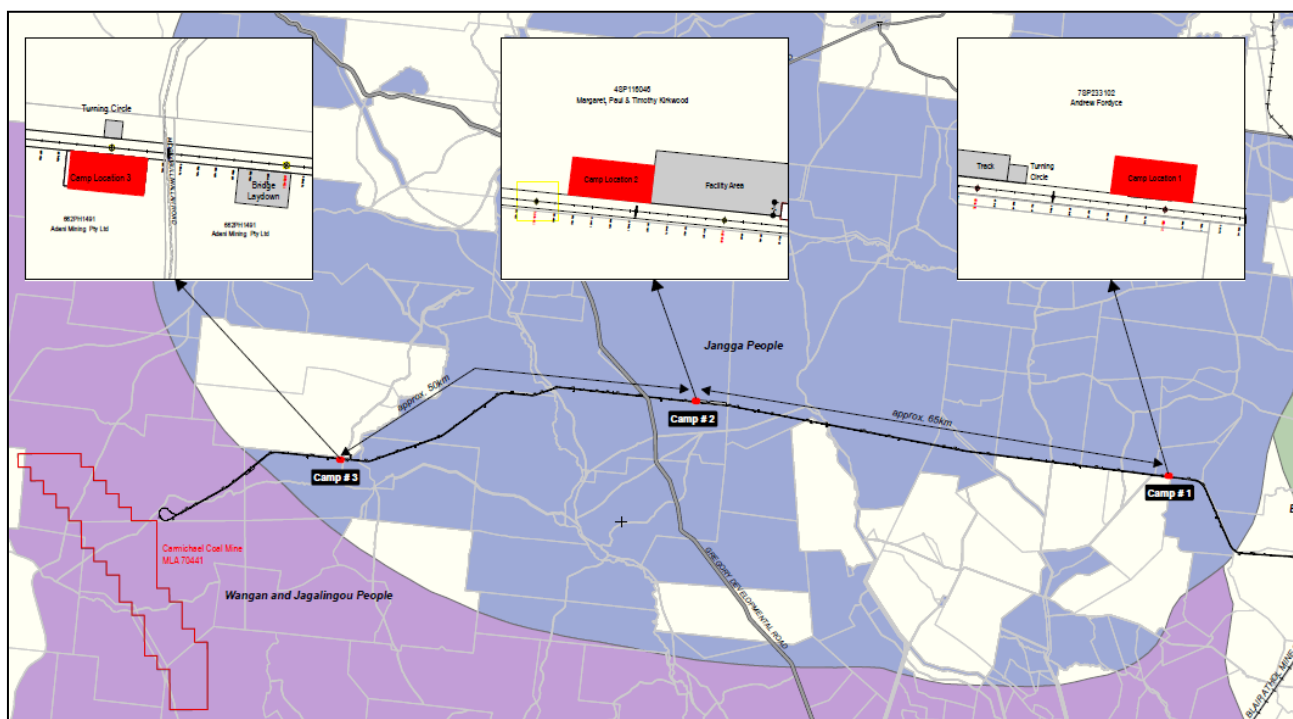 Turning Circle
Camp Location 3
Bridge
Laydown
662PH1491
Adani Mining Pty Ltd
662PH1491
Adani Mining Pty Ltd
4SP116046
Margaret, Paul & Timothy Kirkwood
Camp Location 2
Facility Area
7SP233102
Andrew Fordyce
Track
Turning
Circle
Camp Location 1
Jangga People
approx. 50km
approx. 65km
Camp # 2
Camp # 3
Camp # 1
Carmichael Coal Mine
MLA 70441
Wangan and Jagalingou People
GREGORY DEVELOPMENTAL ROAD
BLAIR ATHOL MINE